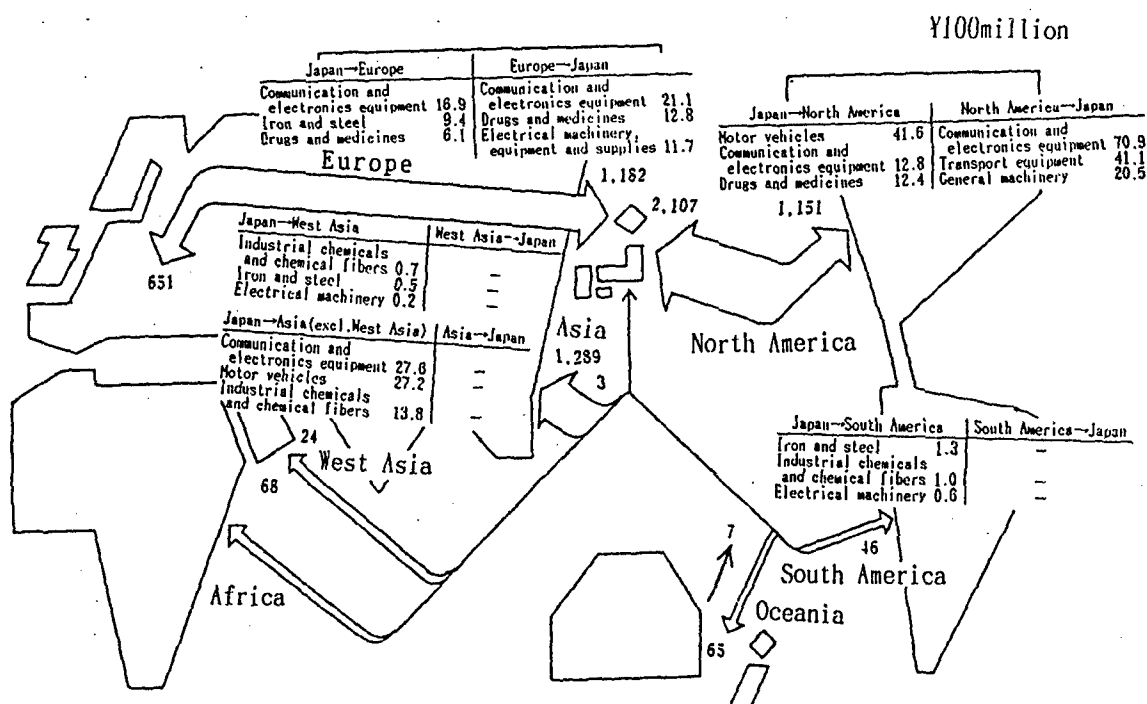 ¥100million
Japan→Europe
Communication and
electronics equipment 16.9
Iron and steel 9.4
Drugs and medicines 6.1
Europe→Japan
Communication and
electronics equipment 21.1
Drugs and medicines 12.8
Electrical machinery,
equipment and supplies 11.7
Europe
1,182
651
Japan→North America
Motor vehicles 41.6
Communication and
electronics equipment 12.8
Drugs and medicines 12.4
North America→Japan
Communication and
electronics equipment 70.9
Transport equipment 41.1
General machinery 20.5
2,107
1,151
North America
Japan→West Asia
Industrial chemicals
and chemical fibers 0.7
Iron and steel 0.5
Electrical machinery 0.2
West Asia→Japan
–
–
–
Japan→Asia(excl.West Asia)
Communication and
electronics equipment 27.6
Motor vehicles 27.2
Industrial chemicals
and chemical fibers 13.8
Asia→Japan
–
–
–
Asia
1,289
3
24
West Asia
68
Africa
Japan→South America
Iron and steel 1.3
Industrial chemicals
and chemical fibers 1.0
Electrical machinery 0.6
South America→Japan
–
–
–
46
South America
7
Oceania
65